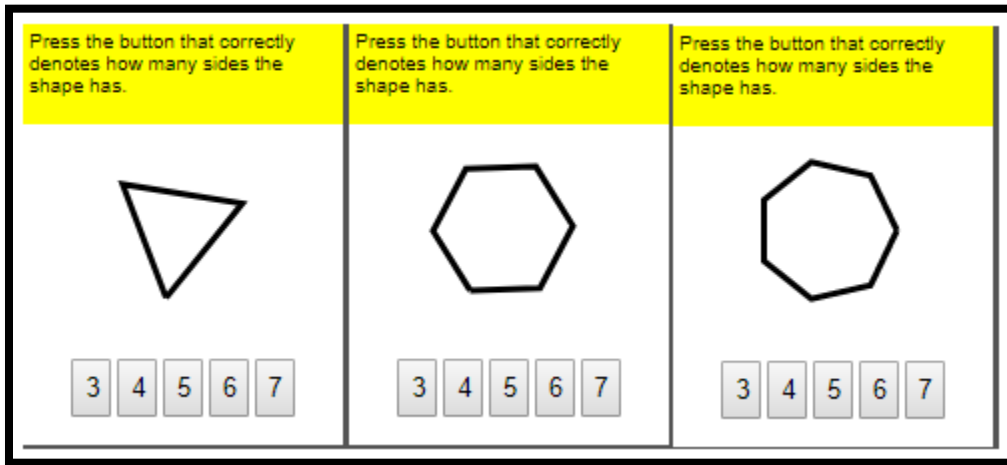 Press the button that correctly
denotes how many sides the
shape has.
3 4 5 6 7
Press the button that correctly
denotes how many sides the
shape has.
3 4 5 6 7
Press the button that correctly
denotes how many sides the
shape has.
3 4 5 6 7